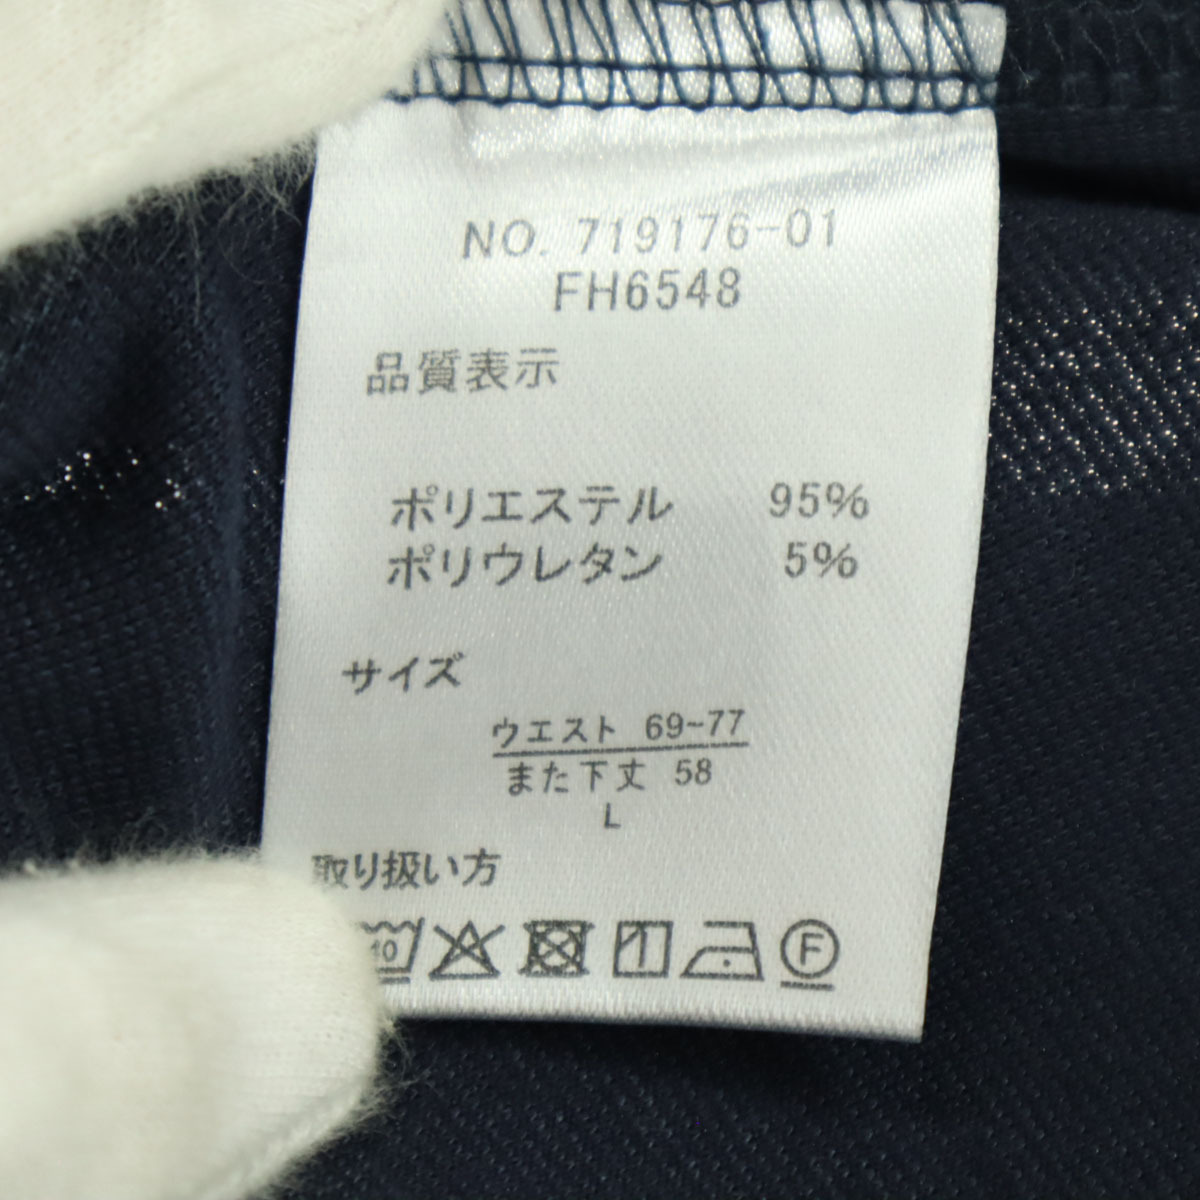 NO. 719176-01
FH6548
品質表示
ポリエステル 95%
ポリウレタン 5%
サイズ
ウエスト 69-77
また下丈 58
L
取り扱い方
40
F